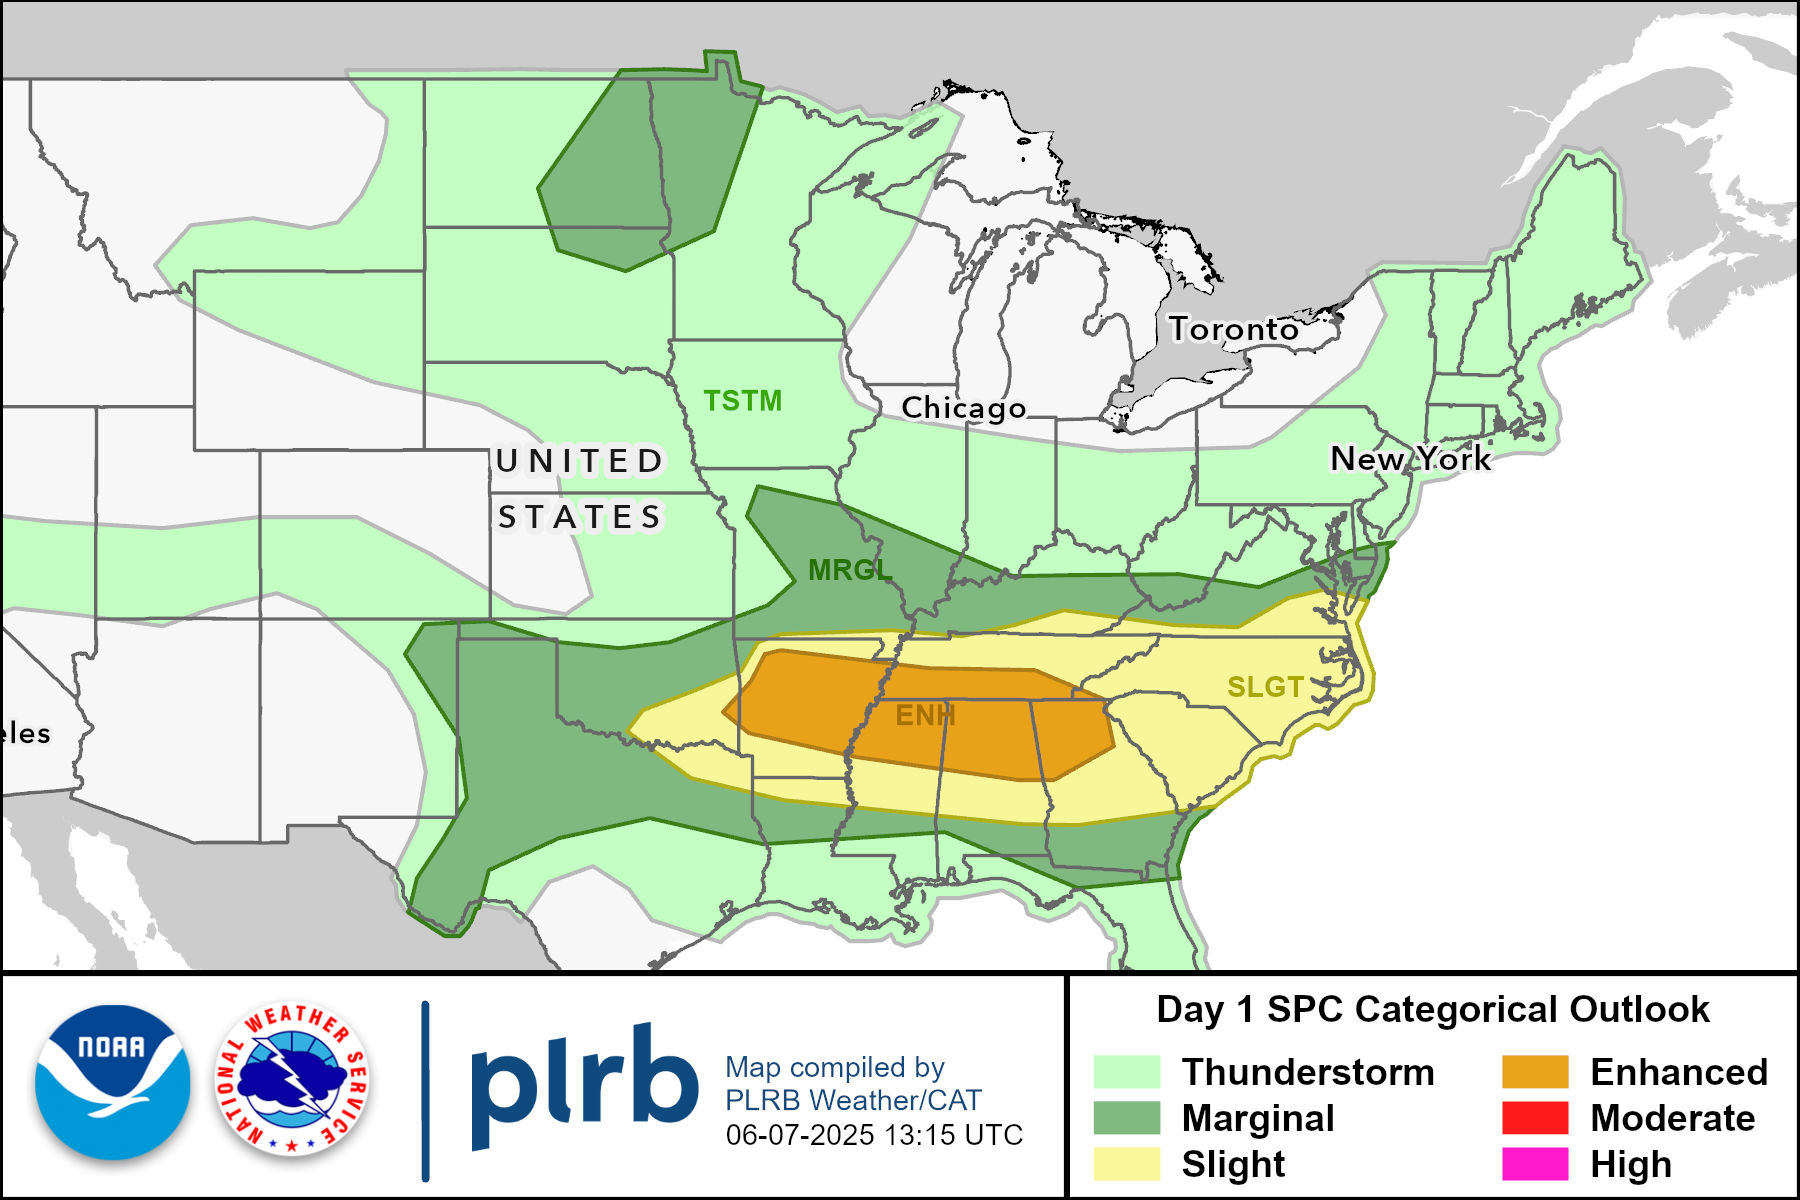 Toronto
TSTM
Chicago
UNITED
STATES
New York
MRGL
SLGT
ENH
eles
NOAA
NATIONAL WEATHER SERVICE
plrb
Map compiled by
PLRB Weather/CAT
06-07-2025 13:15 UTC
Day 1 SPC Categorical Outlook
Thunderstorm
Marginal
Slight
Enhanced
Moderate
High